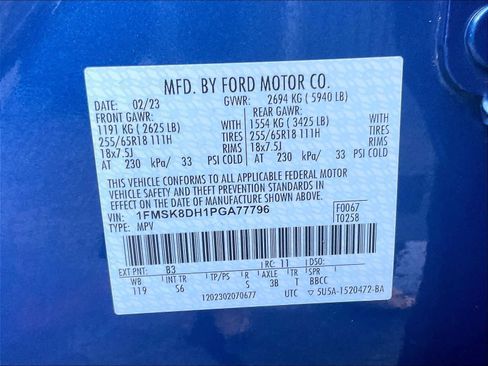 MFD. BY FORD MOTOR CO.
DATE: 02/23 GVWR: 2694 KG ( 5940 LB)
FRONT GAWR: REAR GAWR:
1191 KG ( 2625 LB) WITH 1554 KG ( 3425 LB) WITH
255/65R18 111H TIRES 255/65R18 111H TIRES
18x7.5J RIMS 18x7.5J RIMS
AT 230 kPa/ 33 PSI COLD AT 230 kPa/ 33 PSI COLD
THIS VEHICLE CONFORMS TO ALL APPLICABLE FEDERAL MOTOR
VEHICLE SAFETY AND THEFT PREVENTION STANDARDS IN
EFFECT ON THE DATE OF MANUFACTURE SHOWN ABOVE.
VIN: 1FMSK8DH1PGA77796 F0067
TYPE: MPV T0258
EXT PNT: B3 RC: 11 DSO:
WB INT TR TP/PS R AXLE TR SPR
119 S6 S 3B T BBCC
1202302070677 UTC 5U5A-1520472-BA